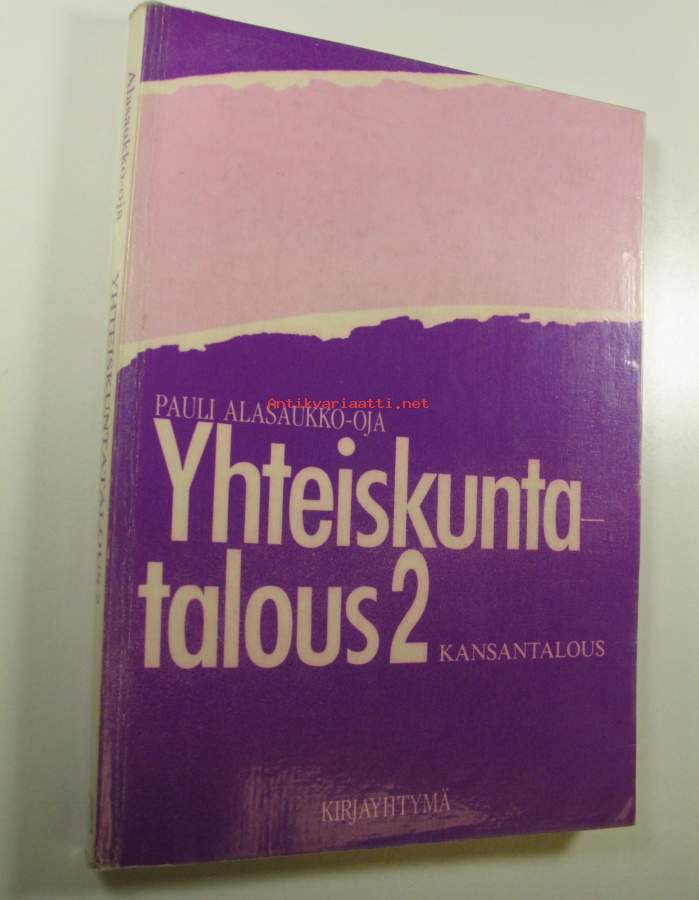 Alasaukko-oja YHTEISKUNTATALOUS 2
Antikvariaatti.net
PAULI ALASAUKKO-OJA
Yhteiskunta-
talous 2
KANSANTALOUS
KIRJAYHTYMÄ